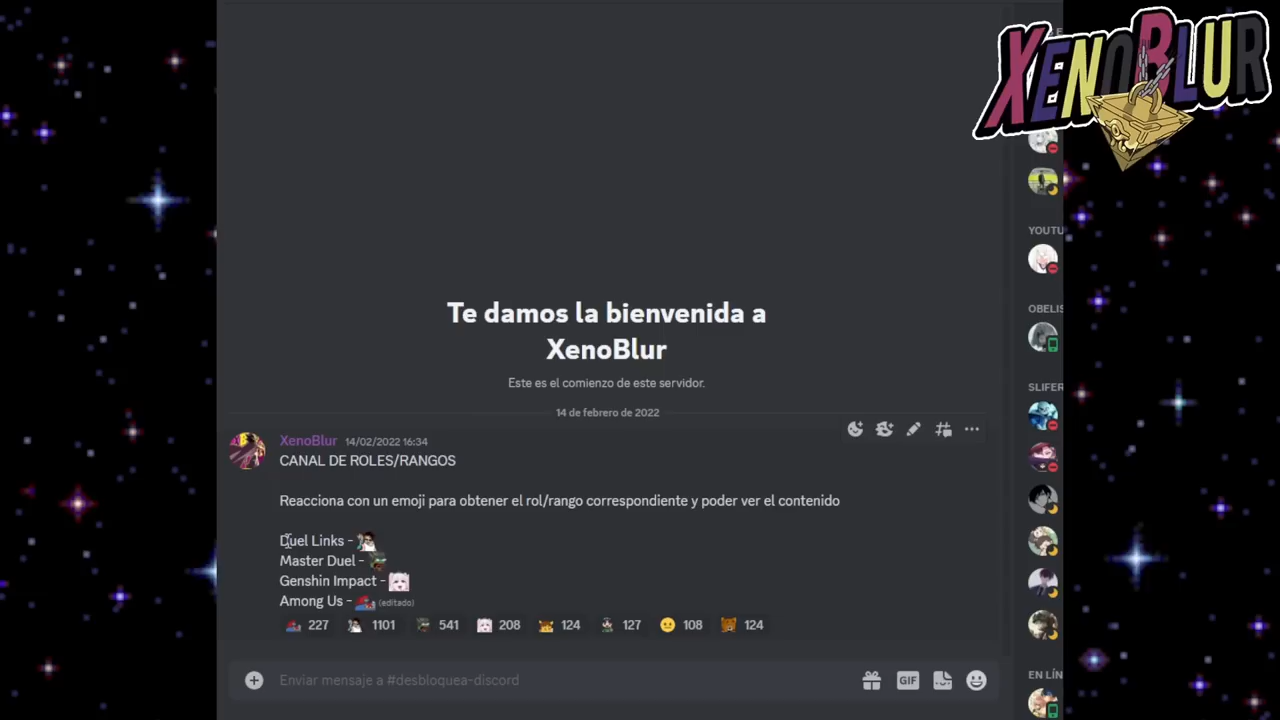 XENOBLUR
Te damos la bienvenida a
XenoBlur
Este es el comienzo de este servidor.
14 de febrero de 2022
XenoBlur 14/02/2022 16:34
CANAL DE ROLES/RANGOS
Reacciona con un emoji para obtener el rol/rango correspondiente y poder ver el contenido
Duel Links -
Master Duel -
Genshin Impact -
Among Us - (editado)
227 1101 541 208 124 127 108 124
Enviar mensaje a #desbloquea-discord
GIF
YOUTU
OBELIS
SLIFER
EN LÍN